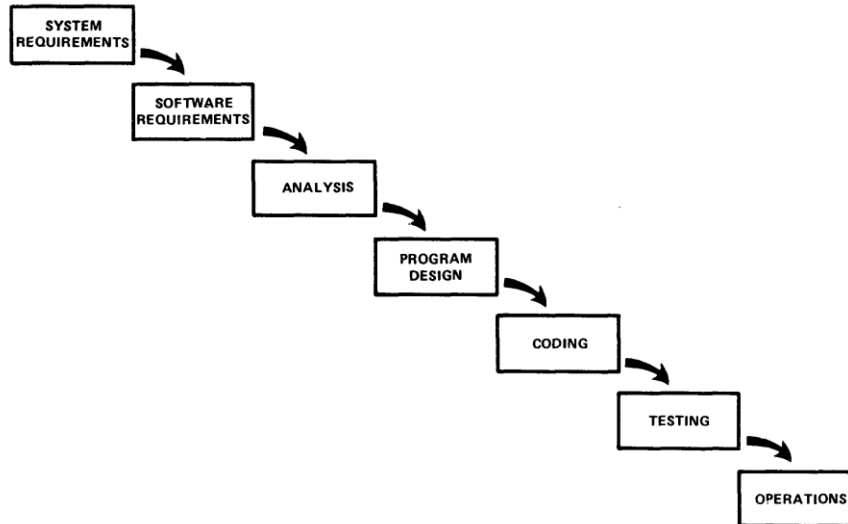 SYSTEM
REQUIREMENTS
SOFTWARE
REQUIREMENTS
ANALYSIS
PROGRAM
DESIGN
CODING
TESTING
OPERATIONS